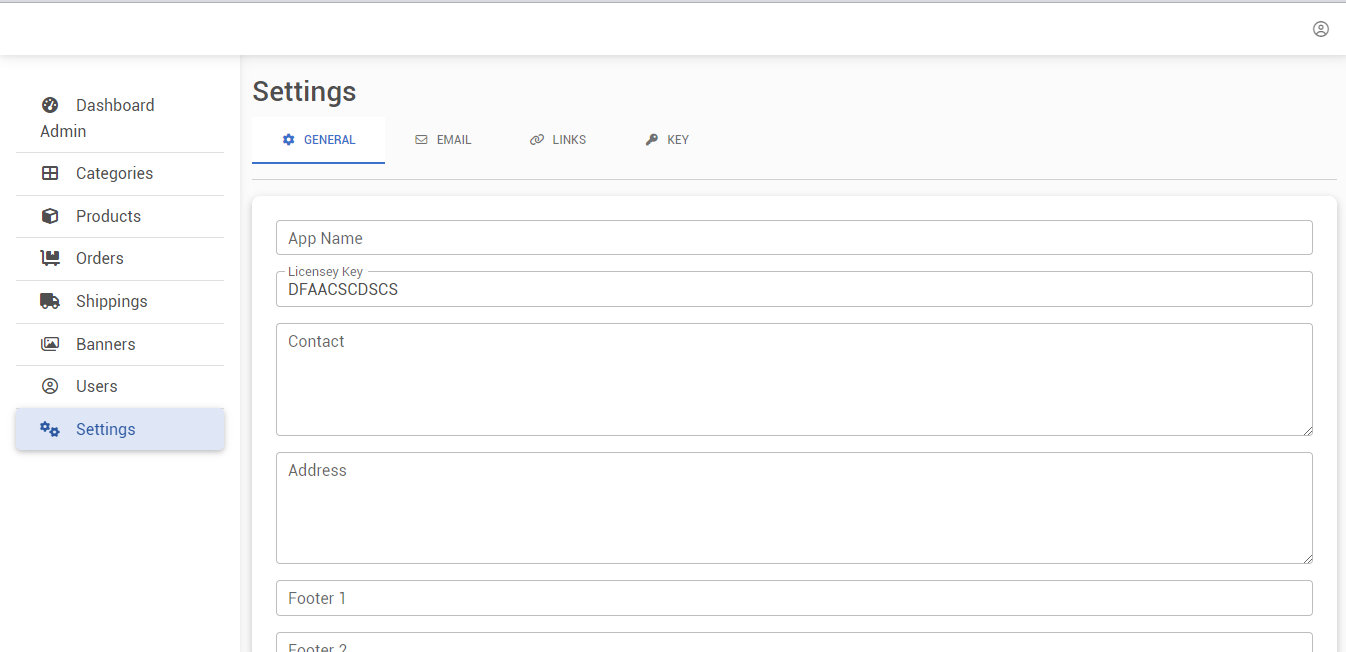 Dashboard
Admin
Categories
Products
Orders
Shippings
Banners
Users
Settings
Settings
GENERAL
EMAIL
LINKS
KEY
App Name
Licensey Key
DFAACSCDSCS
Contact
Address
Footer 1
Footer 2